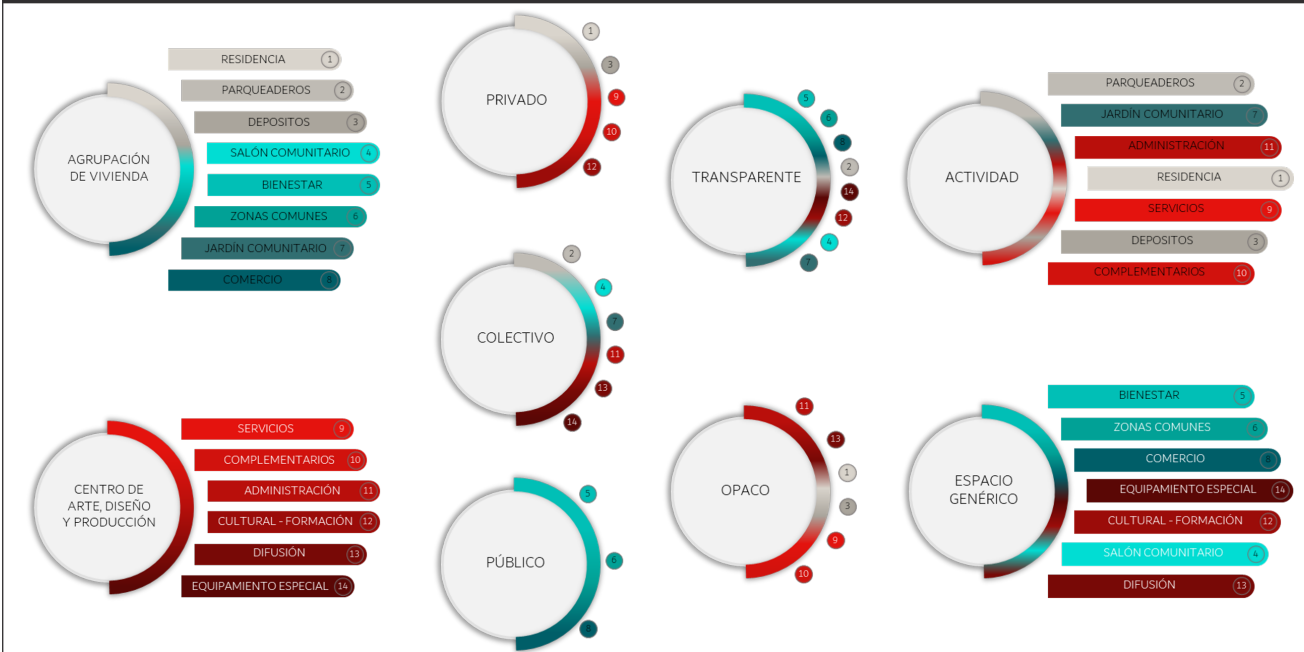 AGRUPACIÓN
DE VIVIENDA
RESIDENCIA 1
PARQUEADEROS 2
DEPOSITOS 3
SALÓN COMUNITARIO 4
BIENESTAR 5
ZONAS COMUNES 6
JARDÍN COMUNITARIO 7
COMERCIO 8
CENTRO DE
ARTE, DISEÑO
Y PRODUCCIÓN
SERVICIOS 9
COMPLEMENTARIOS 10
ADMINISTRACIÓN 11
CULTURAL - FORMACIÓN 12
DIFUSIÓN 13
EQUIPAMIENTO ESPECIAL 14
PRIVADO
1
3
9
10
12
COLECTIVO
2
4
7
11
13
14
PÚBLICO
5
6
8
TRANSPARENTE
5
6
8
2
14
12
4
7
OPACO
11
13
1
3
9
10
ACTIVIDAD
PARQUEADEROS 2
JARDÍN COMUNITARIO 7
ADMINISTRACIÓN 11
RESIDENCIA 1
SERVICIOS 9
DEPOSITOS 3
COMPLEMENTARIOS 10
ESPACIO
GENÉRICO
BIENESTAR 5
ZONAS COMUNES 6
COMERCIO 8
EQUIPAMIENTO ESPECIAL 14
CULTURAL - FORMACIÓN 12
SALÓN COMUNITARIO 4
DIFUSIÓN 13